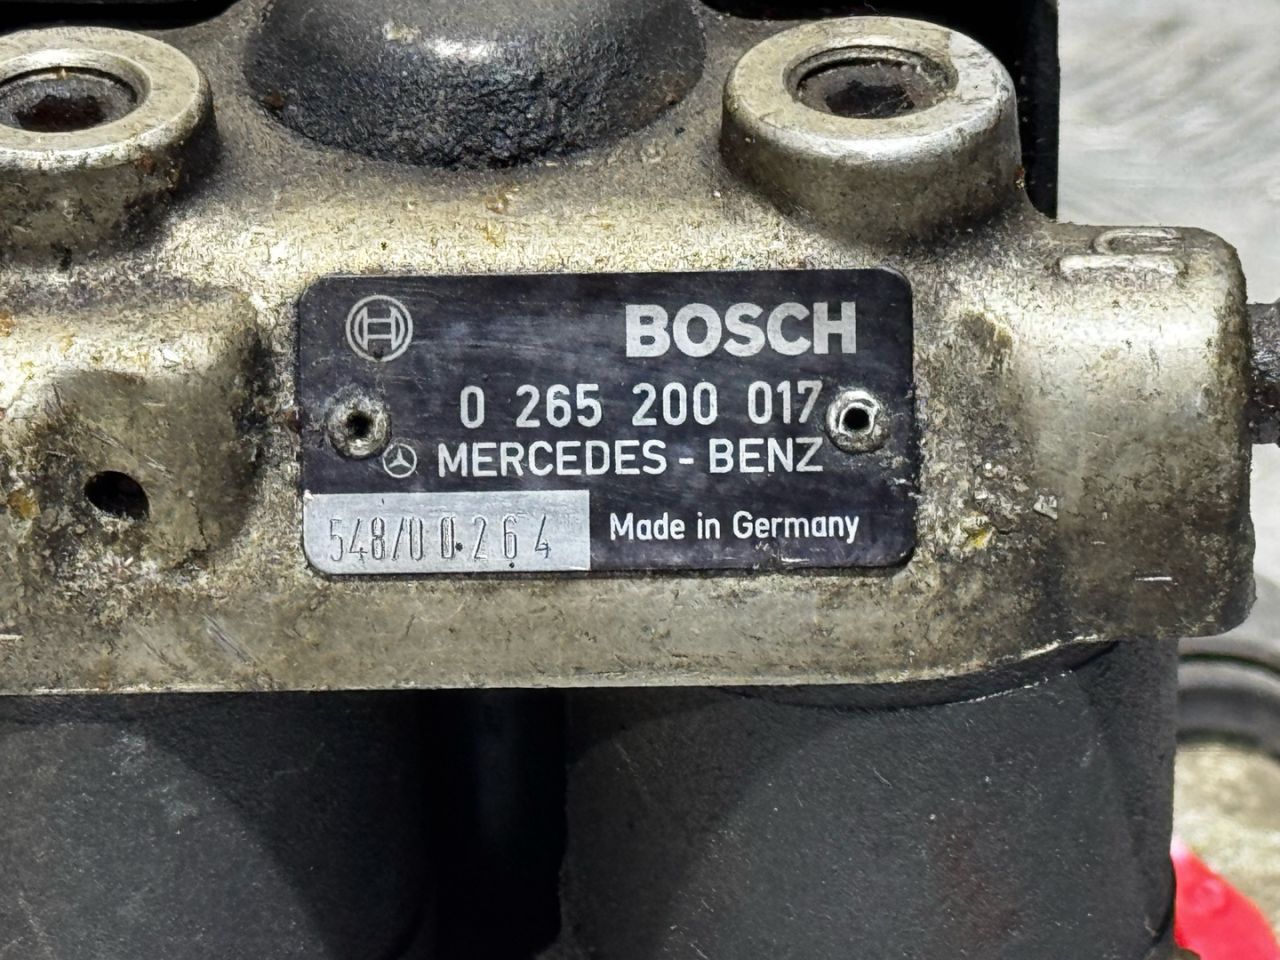 BOSCH
0 265 200 017
MERCEDES - BENZ
548/00264
Made in Germany